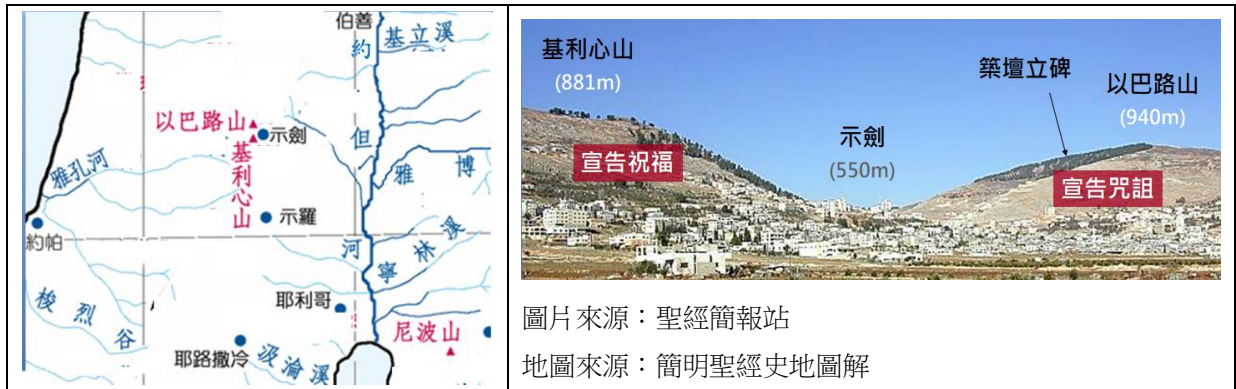 伯善
約
基立溪
以巴路山
示劍
但
基利心山
雅博
雅孔河
示羅
約帕
河
寧林溪
梭烈谷
耶利哥
尼波山
耶路撒冷
汲淪溪
基利心山
(881m)
築壇立碑
以巴路山
(940m)
示劍
(550m)
宣告祝福
宣告咒詛
圖片來源：聖經簡報站
地圖來源：簡明聖經史地圖解